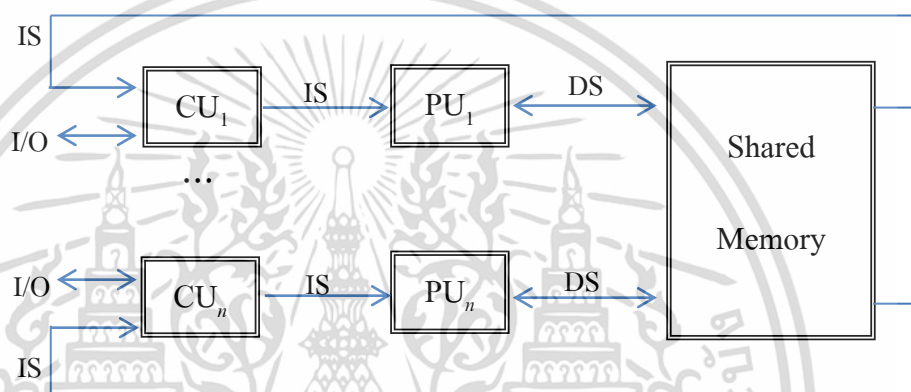 IS
CU₁ IS PU₁ DS
I/O
Shared
...
Memory
I/O CUₙ IS PUₙ DS
IS